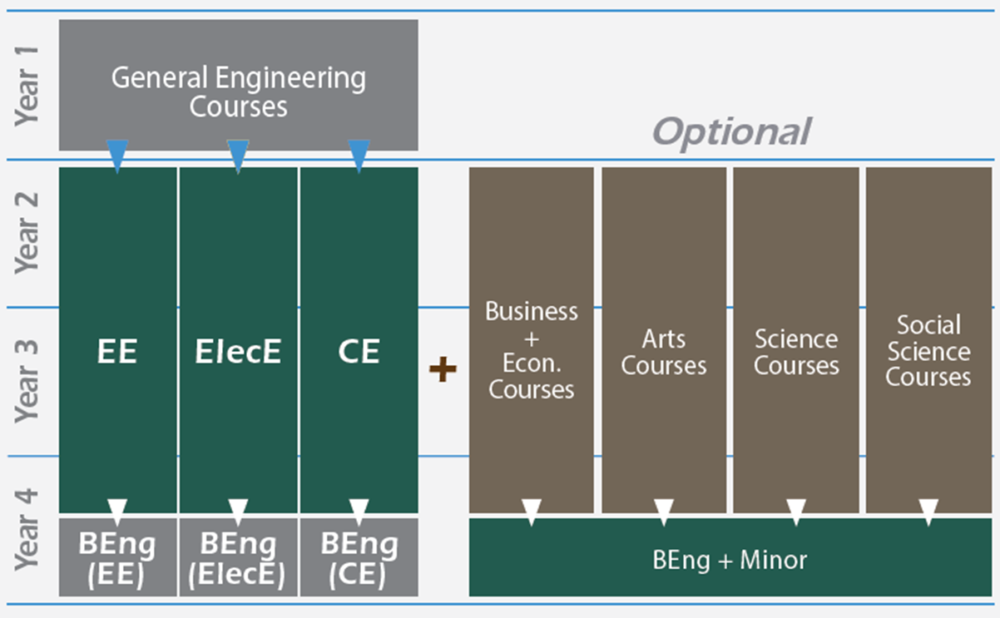 Year 1
General Engineering
Courses
Optional
Year 2
Year 3
EE
ElecE
CE
+
Business
+
Econ.
Courses
Arts
Courses
Science
Courses
Social
Science
Courses
Year 4
BEng
(EE)
BEng
(ElecE)
BEng
(CE)
BEng + Minor